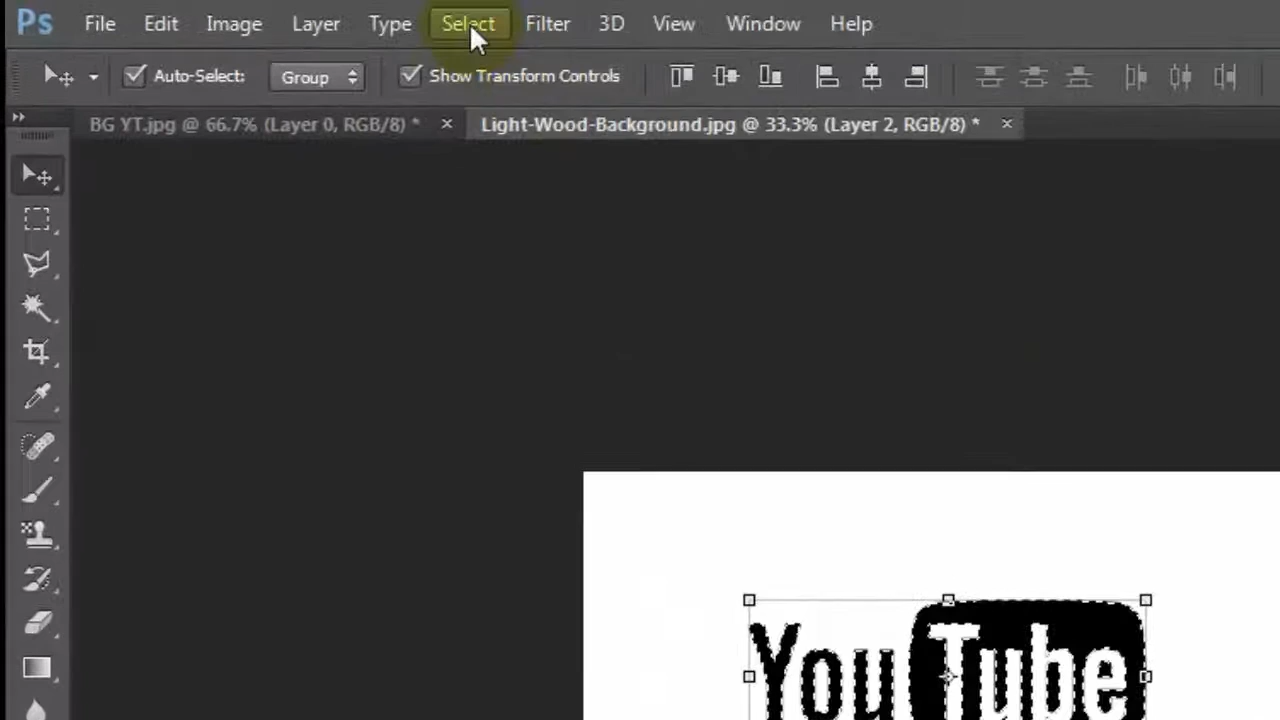 Ps File Edit Image Layer Type Select Filter 3D View Window Help
Auto-Select: Group Show Transform Controls
BG YT.jpg @ 66.7% (Layer 0, RGB/8) * × Light-Wood-Background.jpg @ 33.3% (Layer 2, RGB/8) * ×
YouTube